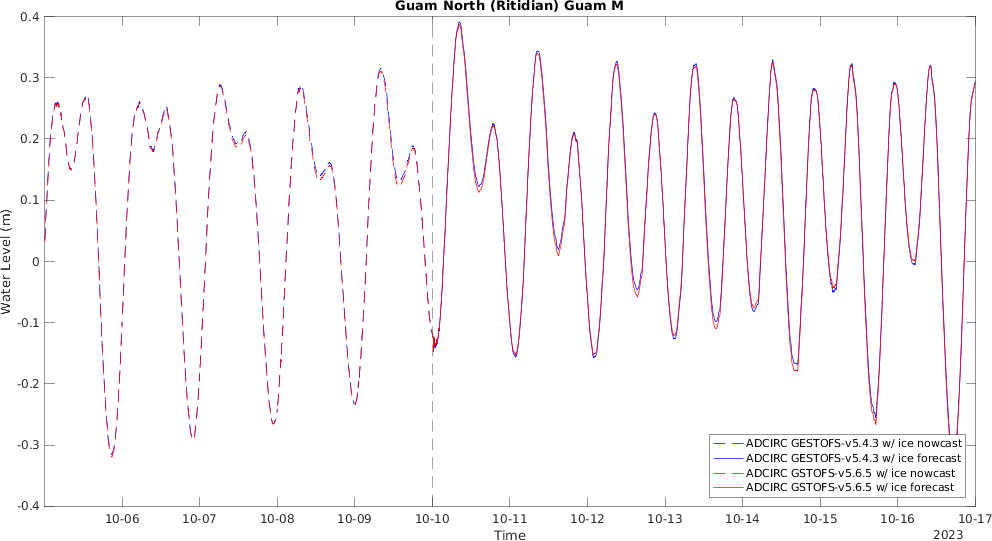 Guam North (Ritidian) Guam M
0.4
0.3
0.2
0.1
0
-0.1
-0.2
-0.3
-0.4
Water Level (m)
ADCIRC GESTOFS-v5.4.3 w/ ice nowcast
ADCIRC GESTOFS-v5.4.3 w/ ice forecast
ADCIRC GSTOFS-v5.6.5 w/ ice nowcast
ADCIRC GSTOFS-v5.6.5 w/ ice forecast
10-06 10-07 10-08 10-09 10-10 10-11 10-12 10-13 10-14 10-15 10-16 10-17
Time
2023